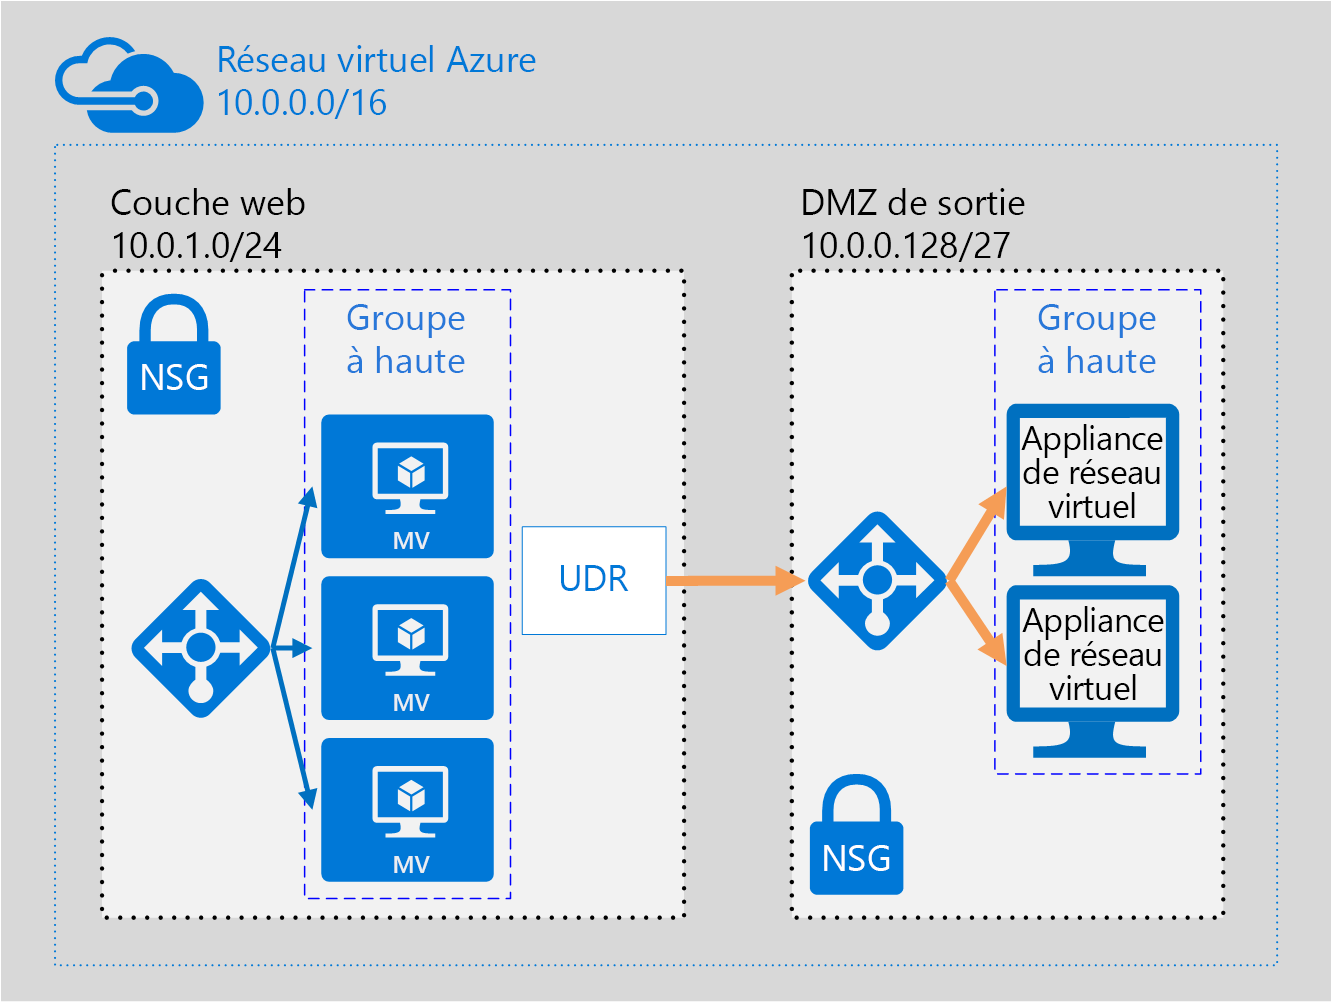 Réseau virtuel Azure
10.0.0.0/16
Couche web
10.0.1.0/24
NSG
Groupe
à haute
MV
MV
MV
UDR
DMZ de sortie
10.0.0.128/27
Groupe
à haute
Appliance
de réseau
virtuel
Appliance
de réseau
virtuel
NSG